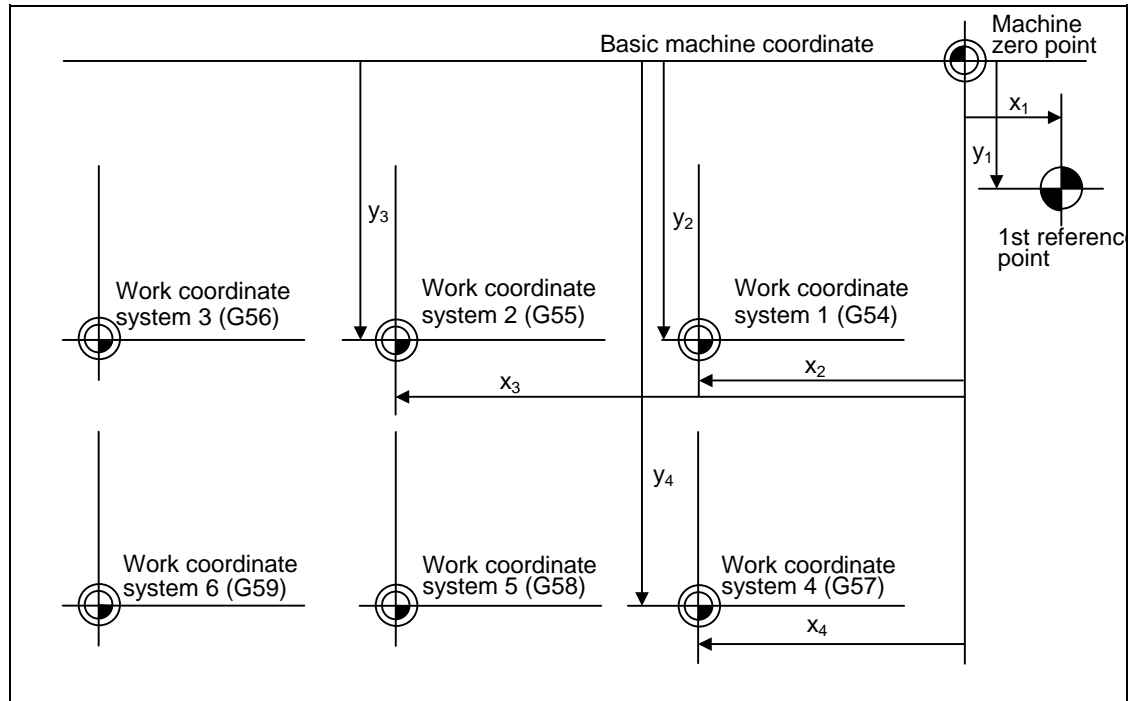 Basic machine coordinate
Machine
zero point
x₁
y₁
1st reference
point
y₃
y₂
Work coordinate
system 3 (G56)
Work coordinate
system 2 (G55)
Work coordinate
system 1 (G54)
x₃
x₂
y₄
Work coordinate
system 6 (G59)
Work coordinate
system 5 (G58)
Work coordinate
system 4 (G57)
x₄